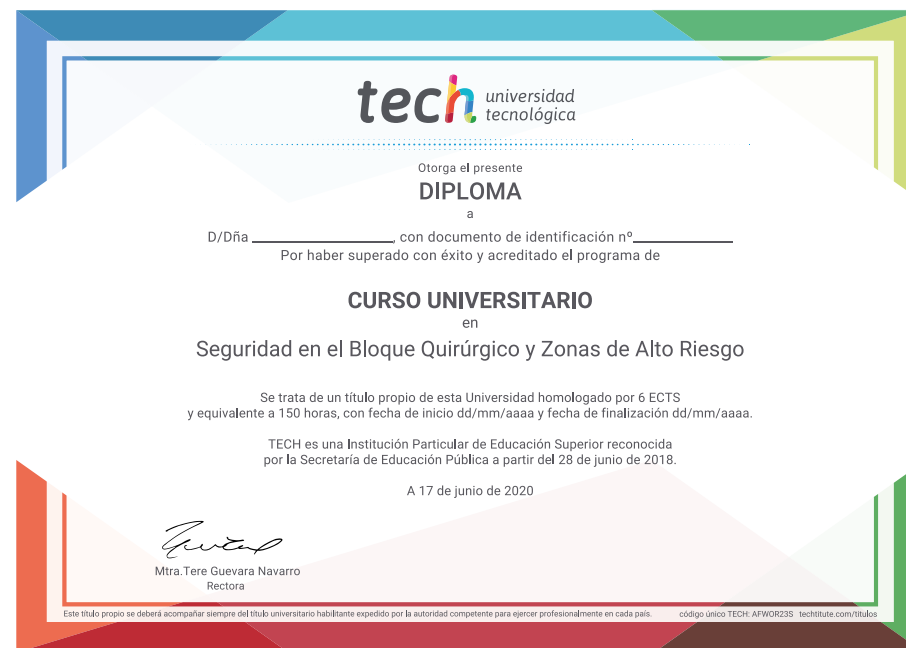 tech universidad
tecnológica
Otorga el presente
DIPLOMA
a
D/Dña ____________________, con documento de identificación nº______________
Por haber superado con éxito y acreditado el programa de
CURSO UNIVERSITARIO
en
Seguridad en el Bloque Quirúrgico y Zonas de Alto Riesgo
Se trata de un título propio de esta Universidad homologado por 6 ECTS
y equivalente a 150 horas, con fecha de inicio dd/mm/aaaa y fecha de finalización dd/mm/aaaa.
TECH es una Institución Particular de Educación Superior reconocida
por la Secretaría de Educación Pública a partir del 28 de junio de 2018.
A 17 de junio de 2020
Mtra.Tere Guevara Navarro
Rectora
Este título propio se deberá acompañar siempre del título universitario habilitante expedido por la autoridad competente para ejercer profesionalmente en cada país. código único TECH: AFWOR23S techtitute.com/titulos